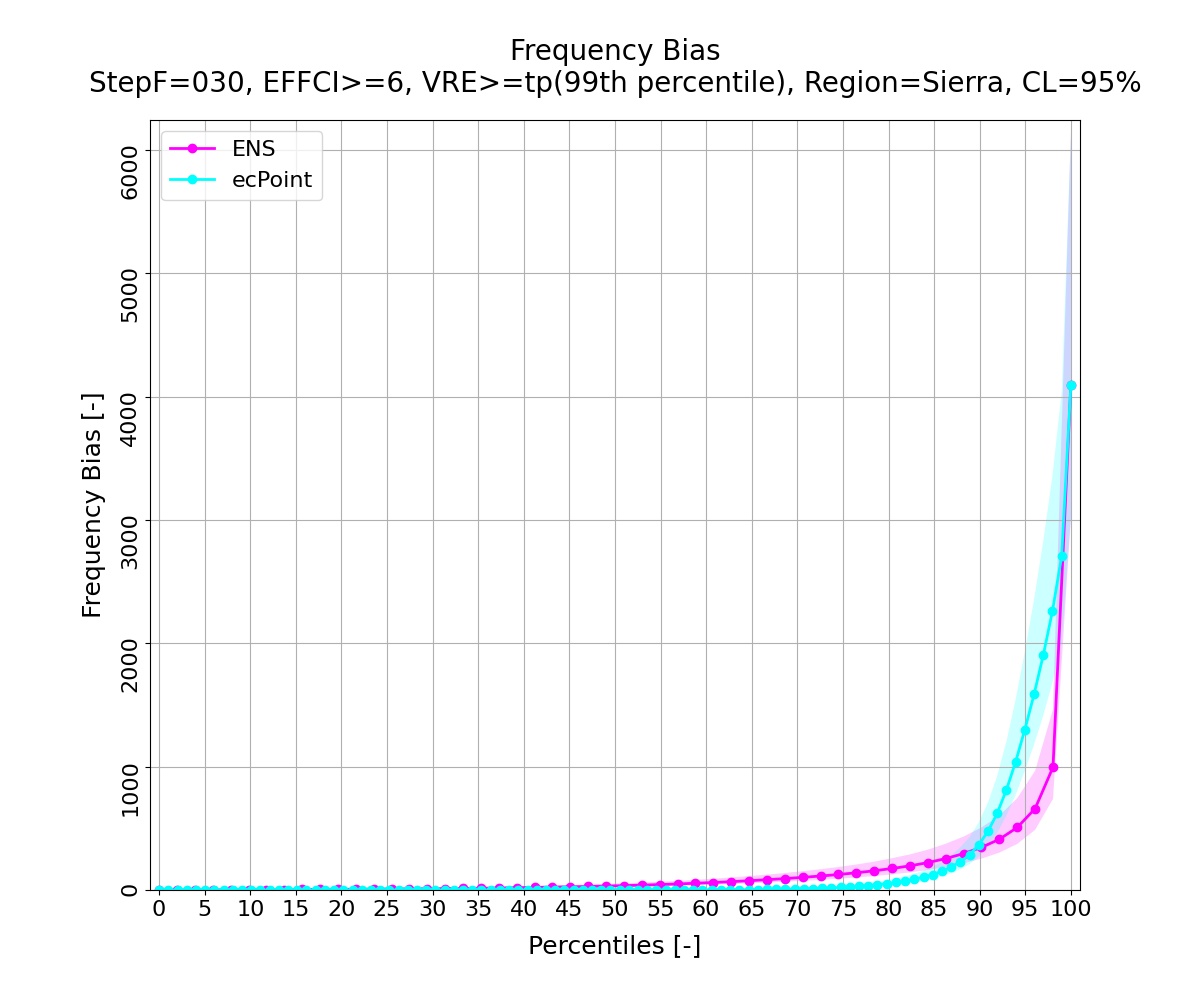 Frequency Bias
StepF=030, EFFCI>=6, VRE>=tp(99th percentile), Region=Sierra, CL=95%
ENS
ecPoint
6000
5000
4000
3000
2000
1000
0
Frequency Bias [-]
0 5 10 15 20 25 30 35 40 45 50 55 60 65 70 75 80 85 90 95 100
Percentiles [-]